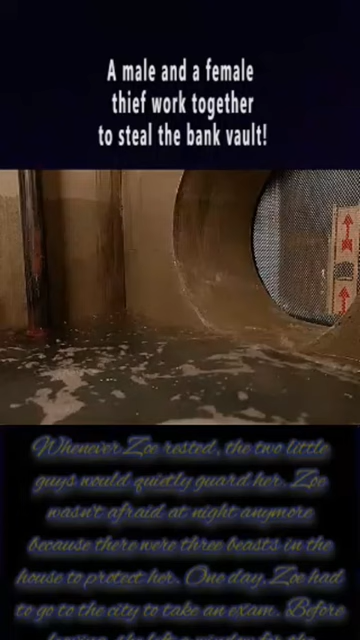 A male and a female
thief work together
to steal the bank vault!
Whenever Zoe rested, the two little
guys would quietly guard her. Zoe
wasn't afraid at night anymore
because there were three beasts in the
house to protect her. One day, Zoe had
to go to the city to take an exam. Before